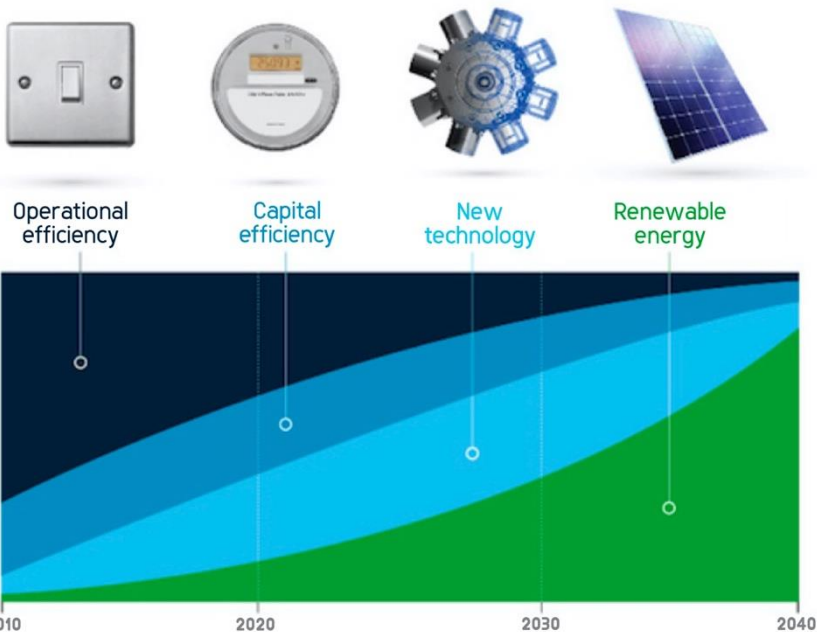 Operational
efficiency
Capital
efficiency
New
technology
Renewable
energy
010
2020
2030
2040